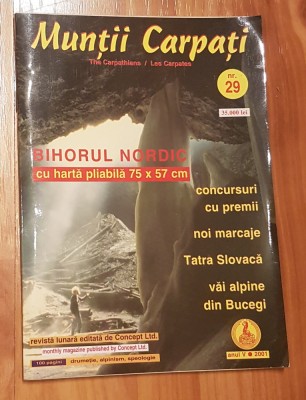 Munții Carpați
The Carpathians / Les Carpates
nr.
29
35.000 lei
BIHORUL NORDIC
cu hartă pliabilă 75 x 57 cm
concursuri
cu premii
noi marcaje
Tatra Slovacă
văi alpine
din Bucegi
revistă lunară editată de Concept Ltd.
monthly magazine published by Concept Ltd.
100 pagini
drumeție, alpinism, speologie
anul V • 2001